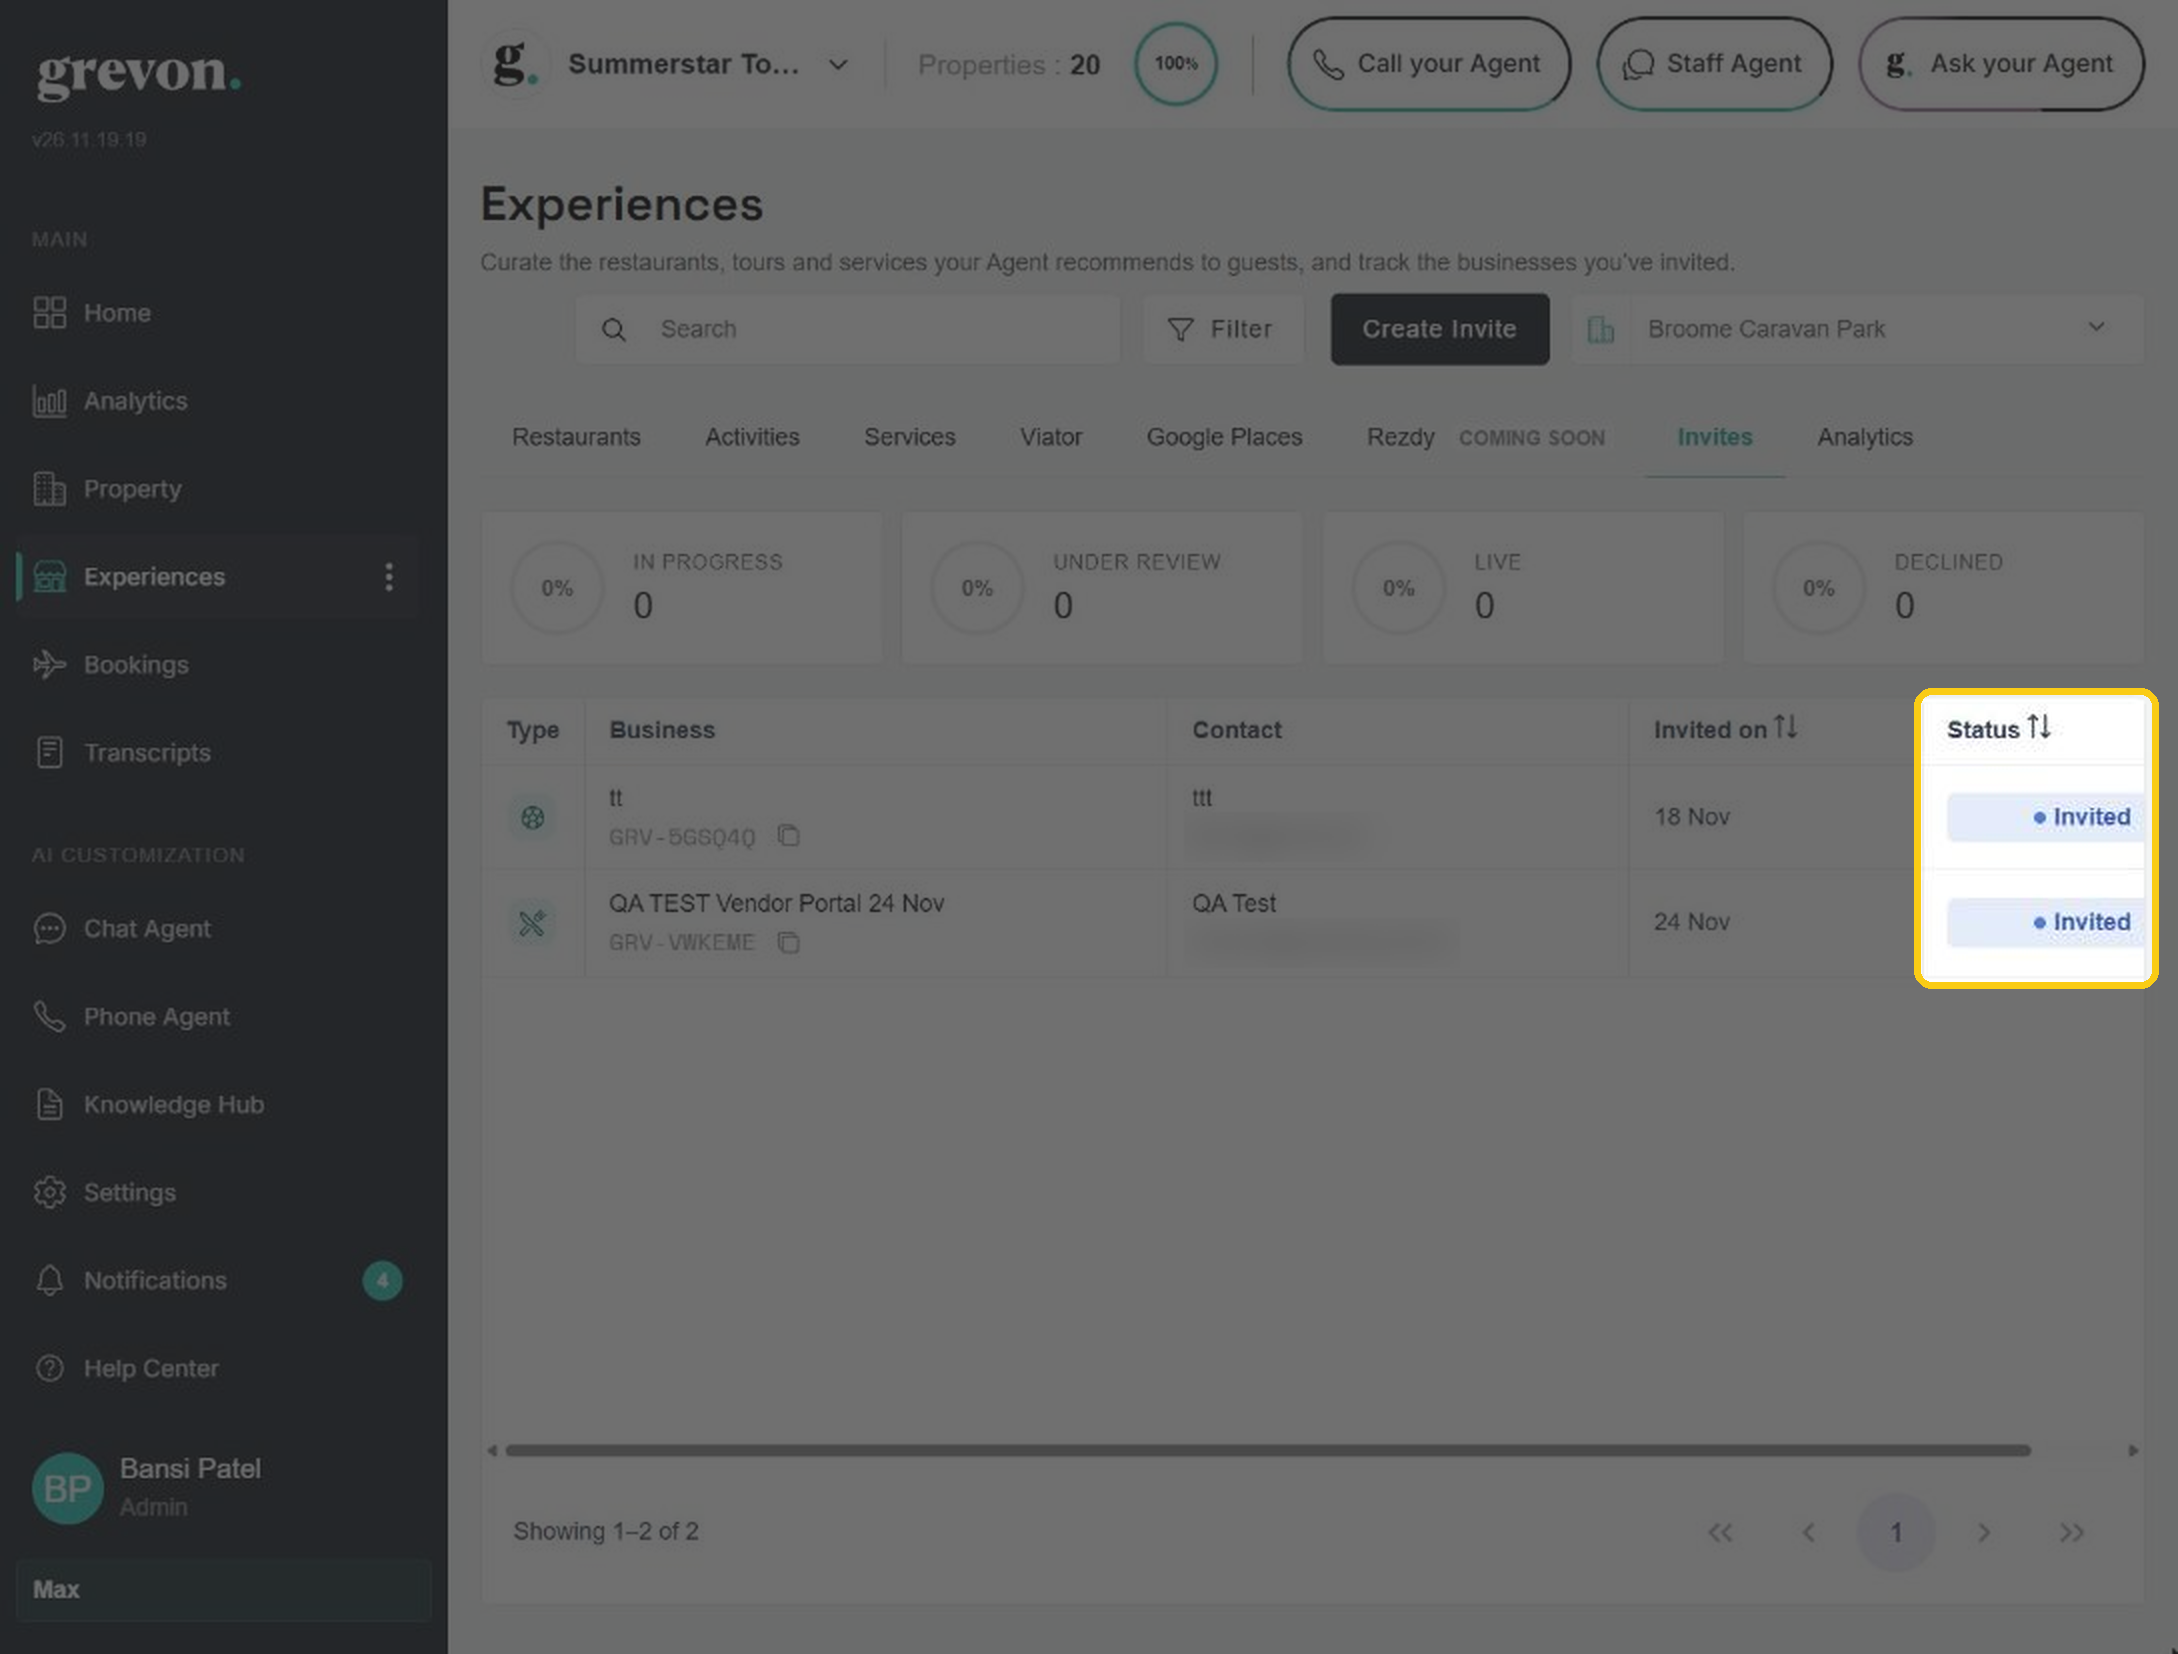 grevon.
v26.11.19.19
MAIN
Home
Analytics
Property
Experiences
Bookings
Transcripts
AI CUSTOMIZATION
Chat Agent
Phone Agent
Knowledge Hub
Settings
Notifications 4
Help Center
BP Bansi Patel
Admin
Max
g. Summerstar To... Properties : 20 100% Call your Agent Staff Agent g. Ask your Agent
Experiences
Curate the restaurants, tours and services your Agent recommends to guests, and track the businesses you've invited.
Search Filter Create Invite Broome Caravan Park
Restaurants Activities Services Viator Google Places Rezdy COMING SOON Invites Analytics
0% IN PROGRESS 0
0% UNDER REVIEW 0
0% LIVE 0
0% DECLINED 0
Type Business Contact Invited on Status
tt ttt 18 Nov Invited
GRV-5GSQ4Q
QA TEST Vendor Portal 24 Nov QA Test 24 Nov Invited
GRV-VWKEME
Showing 1–2 of 2 1